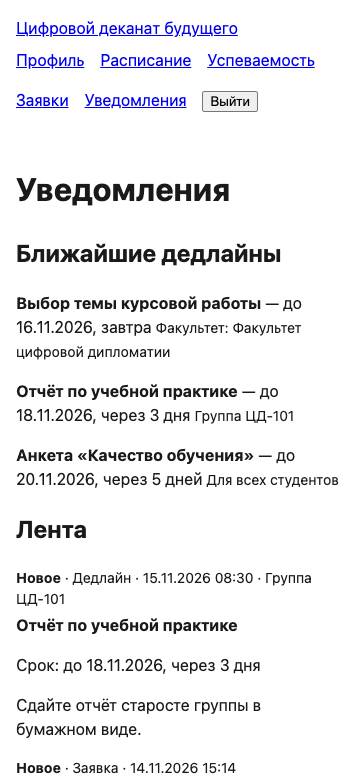 Цифровой деканат будущего
Профиль Расписание Успеваемость
Заявки Уведомления Выйти
Уведомления
Ближайшие дедлайны
Выбор темы курсовой работы — до
16.11.2026, завтра Факультет: Факультет
цифровой дипломатии
Отчёт по учебной практике — до
18.11.2026, через 3 дня Группа ЦД-101
Анкета «Качество обучения» — до
20.11.2026, через 5 дней Для всех студентов
Лента
Новое · Дедлайн · 15.11.2026 08:30 · Группа
ЦД-101
Отчёт по учебной практике
Срок: до 18.11.2026, через 3 дня
Сдайте отчёт старосте группы в
бумажном виде.
Новое · Заявка · 14.11.2026 15:14